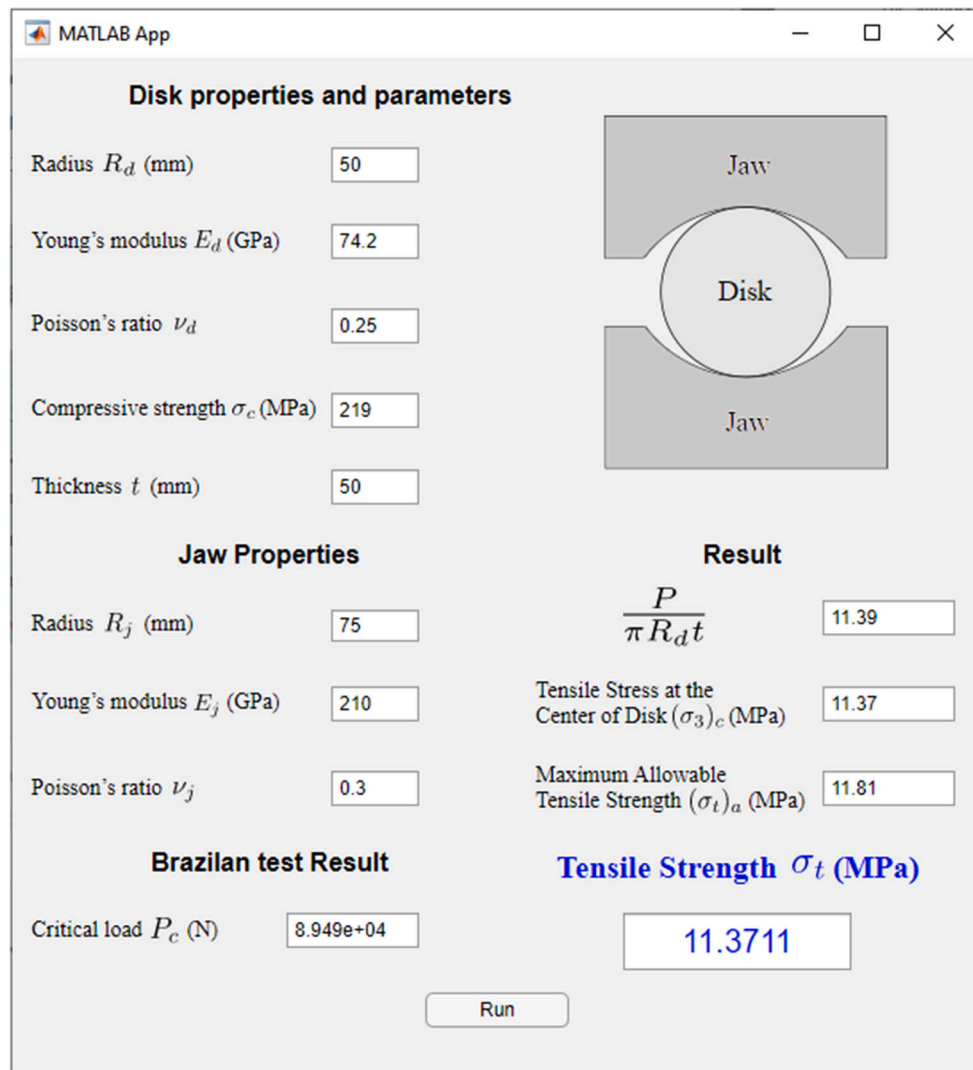 MATLAB App
Disk properties and parameters
Radius R_d (mm) 50
Young's modulus E_d (GPa) 74.2
Poisson's ratio ν_d 0.25
Compressive strength σ_c (MPa) 219
Thickness t (mm) 50
Jaw
Disk
Jaw
Jaw Properties
Radius R_j (mm) 75
Young's modulus E_j (GPa) 210
Poisson's ratio ν_j 0.3
Brazilan test Result
Critical load P_c (N) 8.949e+04
Result
P
π R_d t
11.39
Tensile Stress at the
Center of Disk (σ_3)_c (MPa) 11.37
Maximum Allowable
Tensile Strength (σ_t)_a (MPa) 11.81
Tensile Strength σ_t (MPa)
11.3711
Run